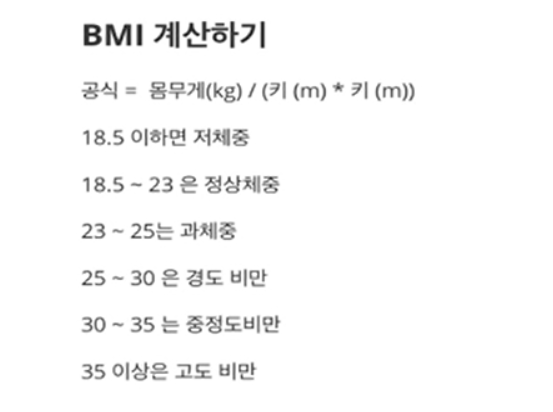 BMI 계산하기
공식 = 몸무게(kg) / (키 (m) * 키 (m))
18.5 이하면 저체중
18.5 ~ 23 은 정상체중
23 ~ 25는 과체중
25 ~ 30 은 경도 비만
30 ~ 35 는 중정도비만
35 이상은 고도 비만